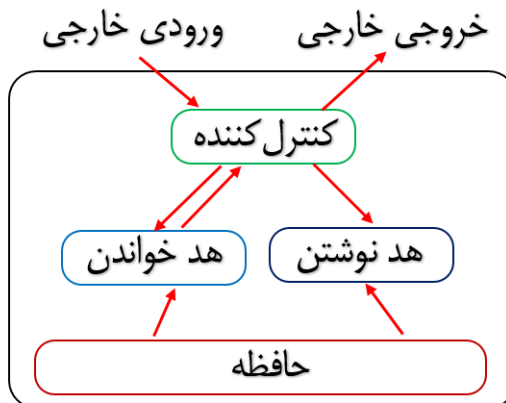 ورودی خارجی
خروجی خارجی
کنترل‌کننده
هد خواندن
هد نوشتن
حافظه